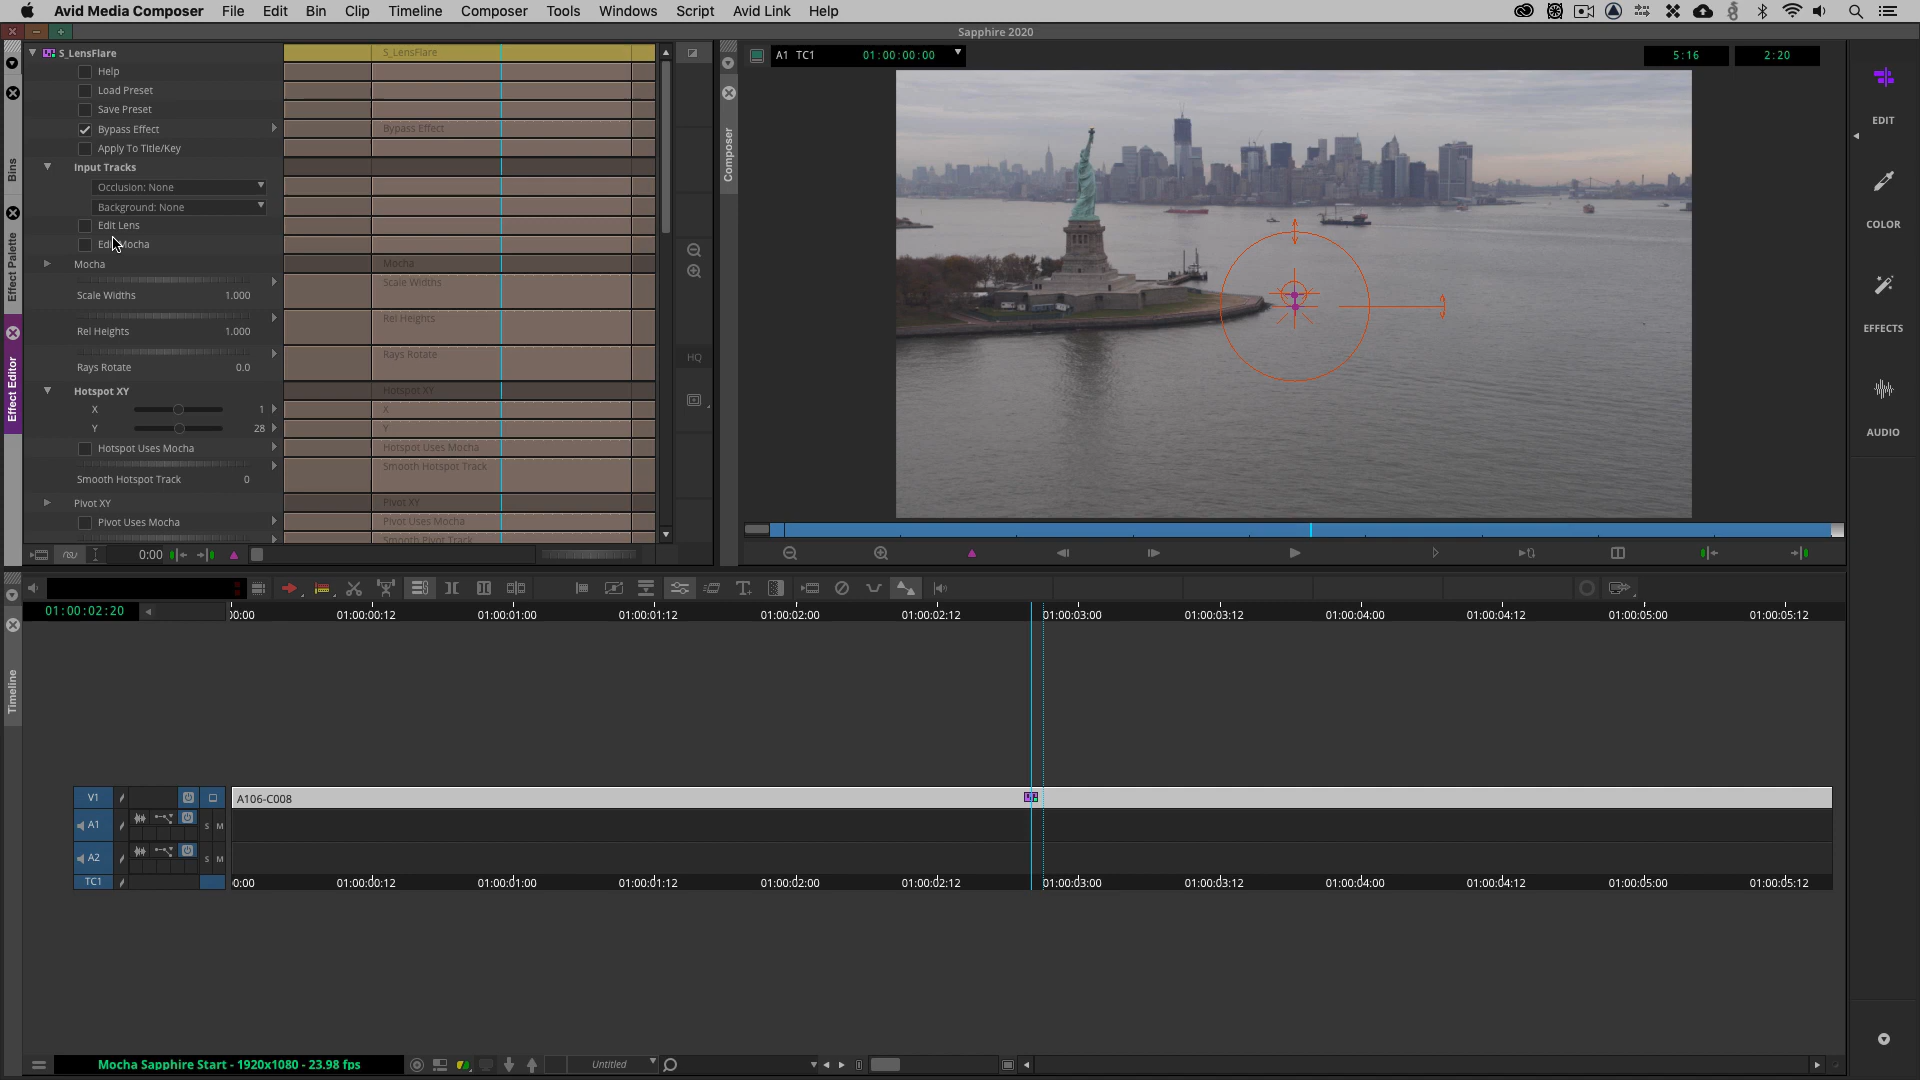 Avid Media Composer File Edit Bin Clip Timeline Composer Tools Windows Script Avid Link Help
Sapphire 2020
S_LensFlare
Help
Load Preset
Save Preset
Bypass Effect
Apply To Title/Key
Input Tracks
Occlusion: None
Background: None
Edit Lens
Mocha
Scale Widths 1.000
Rel Heights 1.000
Rays Rotate 0.0
Hotspot XY
X 1
Y 28
Hotspot Uses Mocha
Smooth Hotspot Track 0
Pivot XY
Pivot Uses Mocha
S_LensFlare
Bypass Effect
Mocha
Scale Widths
Rel Heights
Rays Rotate
Hotspot XY
X
Y
Hotspot Uses Mocha
Smooth Hotspot Track
Pivot XY
Pivot Uses Mocha
Smooth Pivot Track
0:00
HQ
Bins
Effect Palette
Effect Editor
Composer
A1 TC1 01:00:00:00
5:16 2:20
EDIT
COLOR
EFFECTS
AUDIO
Timeline
01:00:02:20
00:00 01:00:00:12 01:00:01:00 01:00:01:12 01:00:02:00 01:00:02:12 01:00:03:00 01:00:03:12 01:00:04:00 01:00:04:12 01:00:05:00 01:00:05:12
V1 A106-C008
A1 S M
A2 S M
TC1 0:00 01:00:00:12 01:00:01:00 01:00:01:12 01:00:02:00 01:00:02:12 01:00:03:00 01:00:03:12 01:00:04:00 01:00:04:12 01:00:05:00 01:00:05:12
Mocha Sapphire Start - 1920x1080 - 23.98 fps
Untitled